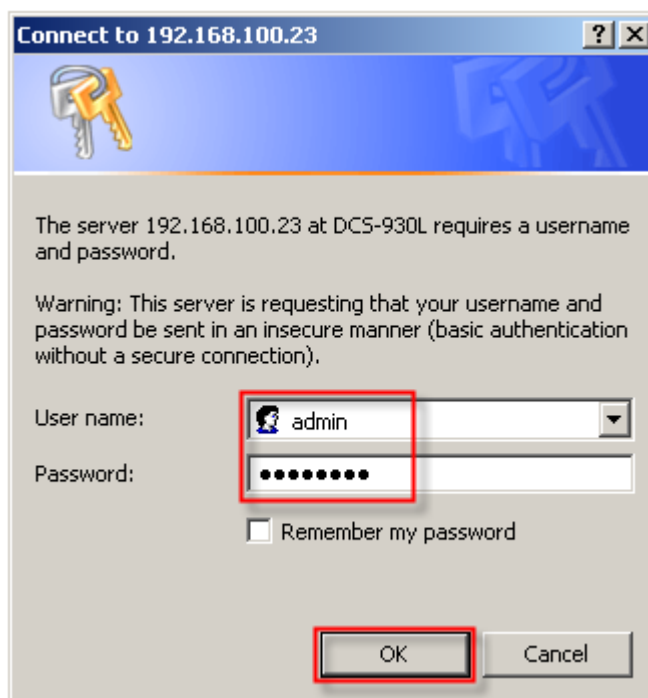 Connect to 192.168.100.23
The server 192.168.100.23 at DCS-930L requires a username
and password.
Warning: This server is requesting that your username and
password be sent in an insecure manner (basic authentication
without a secure connection).
User name:
admin
Password:
●●●●●●●●
Remember my password
OK
Cancel